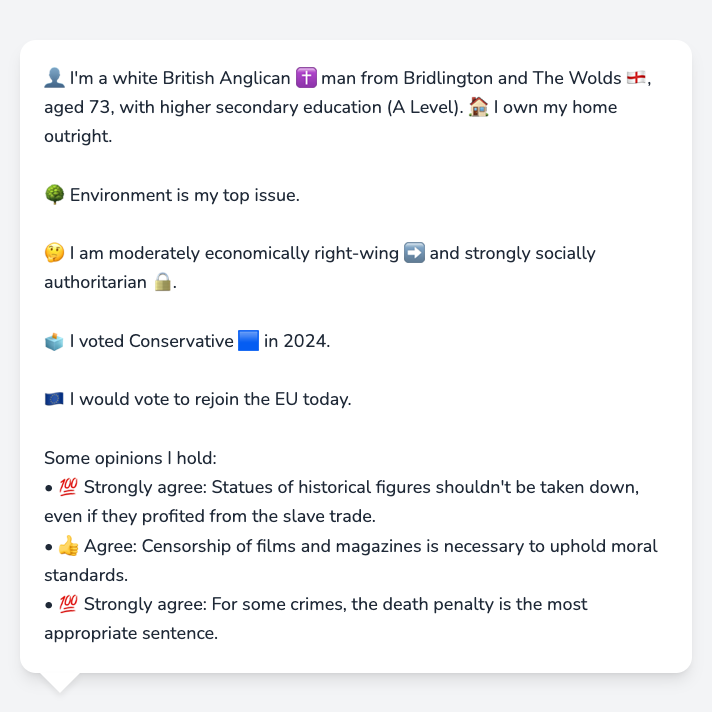 👤 I'm a white British Anglican ✝️ man from Bridlington and The Wolds 🏴󠁧󠁢󠁥󠁮󠁧󠁿,
aged 73, with higher secondary education (A Level). 🏠 I own my home
outright.
🌳 Environment is my top issue.
🤔 I am moderately economically right-wing ➡️ and strongly socially
authoritarian 🔒.
🗳️ I voted Conservative 🟦 in 2024.
🇪🇺 I would vote to rejoin the EU today.
Some opinions I hold:
• 💯 Strongly agree: Statues of historical figures shouldn't be taken down,
even if they profited from the slave trade.
• 👍 Agree: Censorship of films and magazines is necessary to uphold moral
standards.
• 💯 Strongly agree: For some crimes, the death penalty is the most
appropriate sentence.